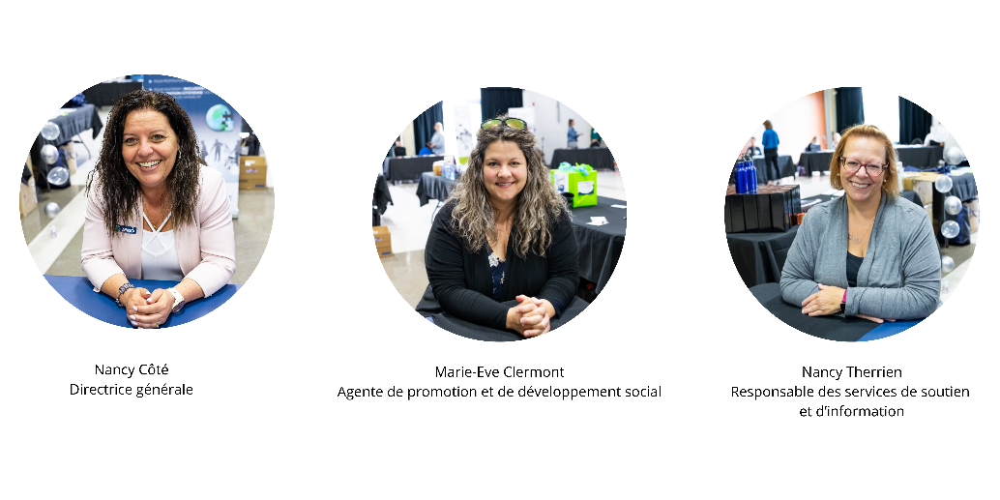 Nancy Côté
Directrice générale
Marie-Eve Clermont
Agente de promotion et de développement social
Nancy Therrien
Responsable des services de soutien
et d'information